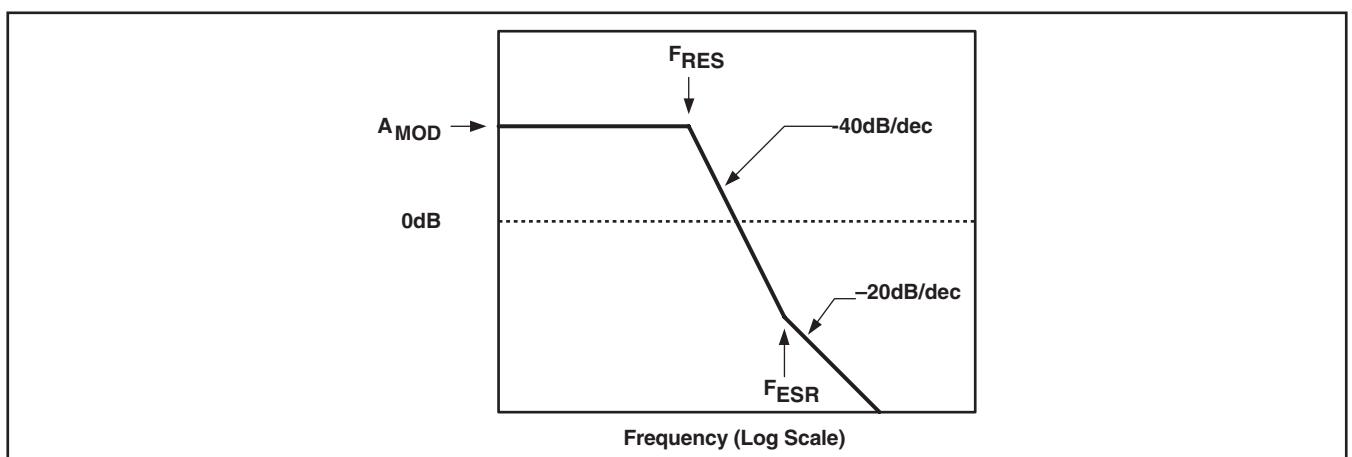 FRES
AMOD
-40dB/dec
0dB
–20dB/dec
FESR
Frequency (Log Scale)